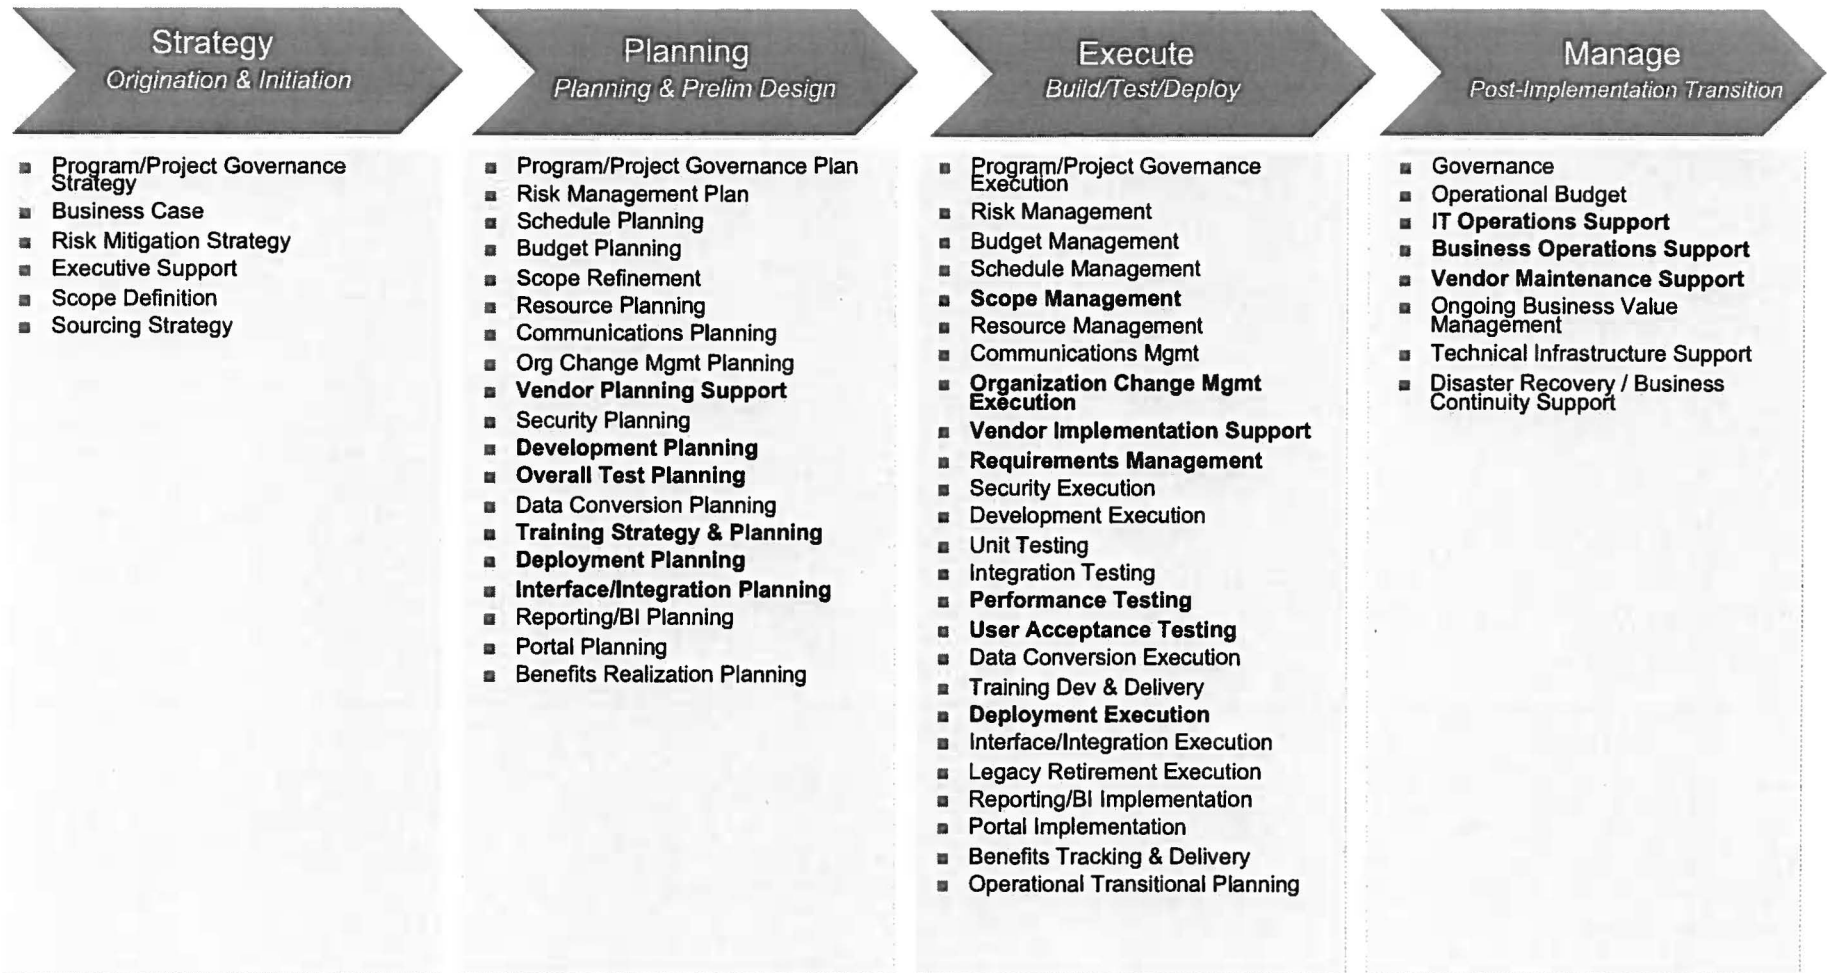 Strategy
Origination & Initiation
Program/Project Governance
Strategy
Business Case
Risk Mitigation Strategy
Executive Support
Scope Definition
Sourcing Strategy
Planning
Planning & Prelim Design
Program/Project Governance Plan
Risk Management Plan
Schedule Planning
Budget Planning
Scope Refinement
Resource Planning
Communications Planning
Org Change Mgmt Planning
Vendor Planning Support
Security Planning
Development Planning
Overall Test Planning
Data Conversion Planning
Training Strategy & Planning
Deployment Planning
Interface/Integration Planning
Reporting/BI Planning
Portal Planning
Benefits Realization Planning
Execute
Build/Test/Deploy
Program/Project Governance
Execution
Risk Management
Budget Management
Schedule Management
Scope Management
Resource Management
Communications Mgmt
Organization Change Mgmt
Execution
Vendor Implementation Support
Requirements Management
Security Execution
Development Execution
Unit Testing
Integration Testing
Performance Testing
User Acceptance Testing
Data Conversion Execution
Training Dev & Delivery
Deployment Execution
Interface/Integration Execution
Legacy Retirement Execution
Reporting/BI Implementation
Portal Implementation
Benefits Tracking & Delivery
Operational Transitional Planning
Manage
Post-Implementation Transition
Governance
Operational Budget
IT Operations Support
Business Operations Support
Vendor Maintenance Support
Ongoing Business Value
Management
Technical Infrastructure Support
Disaster Recovery / Business
Continuity Support